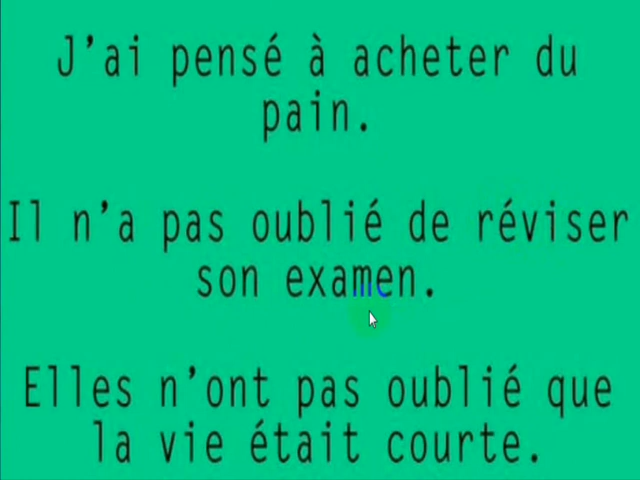 J'ai pensé à acheter du
pain.
Il n'a pas oublié de réviser
son examen.
Elles n'ont pas oublié que
la vie était courte.